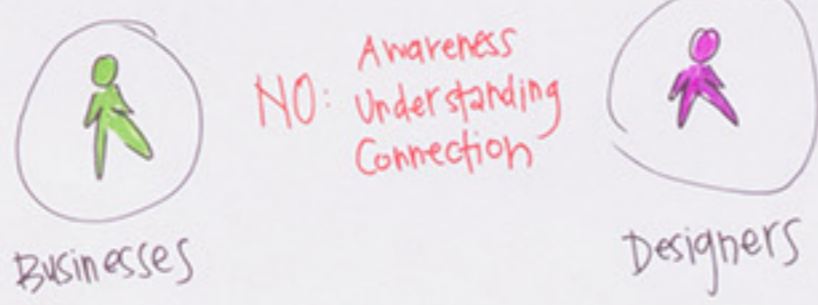 Awareness
NO: Understanding
Connection
Businesses
Designers